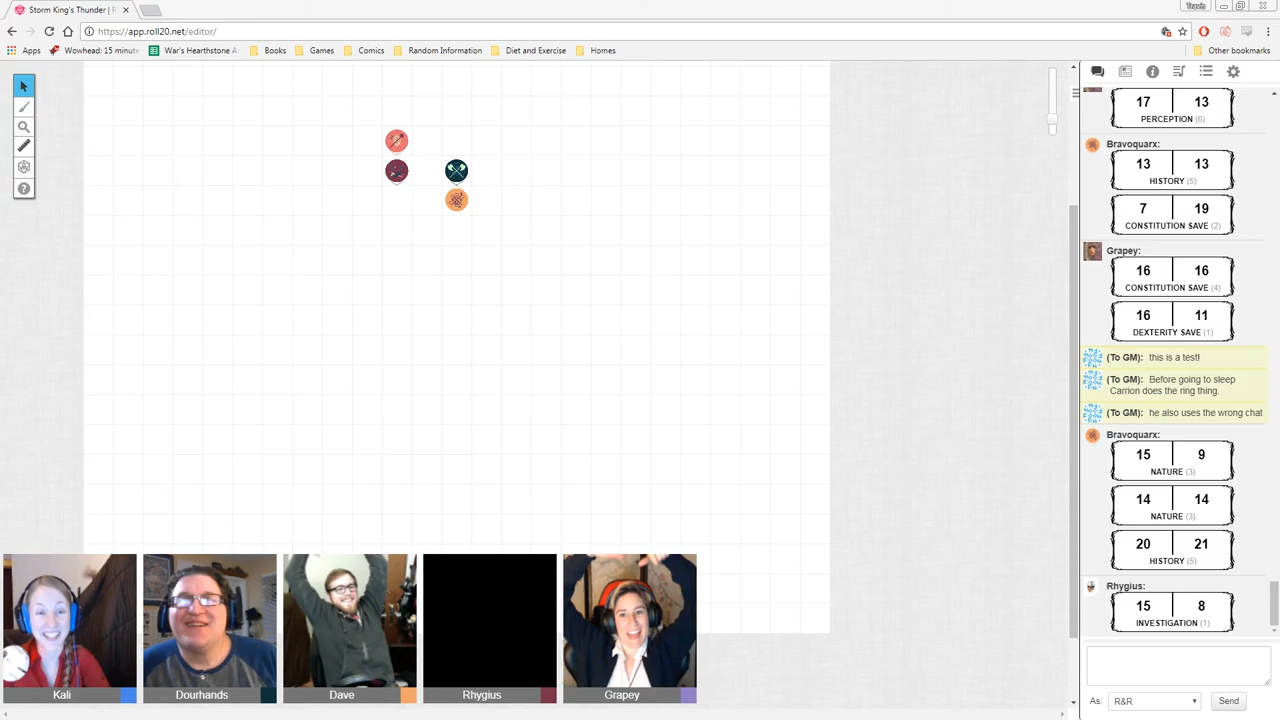 Storm King's Thunder | R
Travis
https://app.roll20.net/editor/
Apps
Wowhead: 15 minute
War's Hearthstone A
Books
Games
Comics
Random Information
Diet and Exercise
Homes
Other bookmarks
17 13
PERCEPTION (6)
Bravoquarx:
13 13
HISTORY (5)
7 19
CONSTITUTION SAVE (2)
Grapey:
16 16
CONSTITUTION SAVE (4)
16 11
DEXTERITY SAVE (1)
(To GM): this is a test!
(To GM): Before going to sleep
Carrion does the ring thing.
(To GM): he also uses the wrong chat
Bravoquarx:
15 9
NATURE (3)
14 14
NATURE (3)
20 21
HISTORY (5)
Rhygius:
15 8
INVESTIGATION (1)
Kali
Dourhands
Dave
Rhygius
Grapey
As: R&R Send